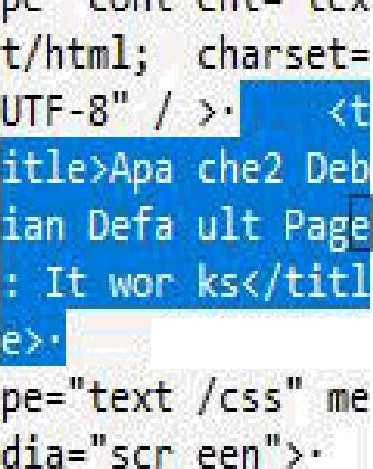 pe" cont ent="tex
t/html;  charset=
UTF-8" / >·    <t
itle>Apa che2 Deb
ian Defa ult Page
: It wor ks</titl
e>·
pe="text /css" me
dia="scr een">·